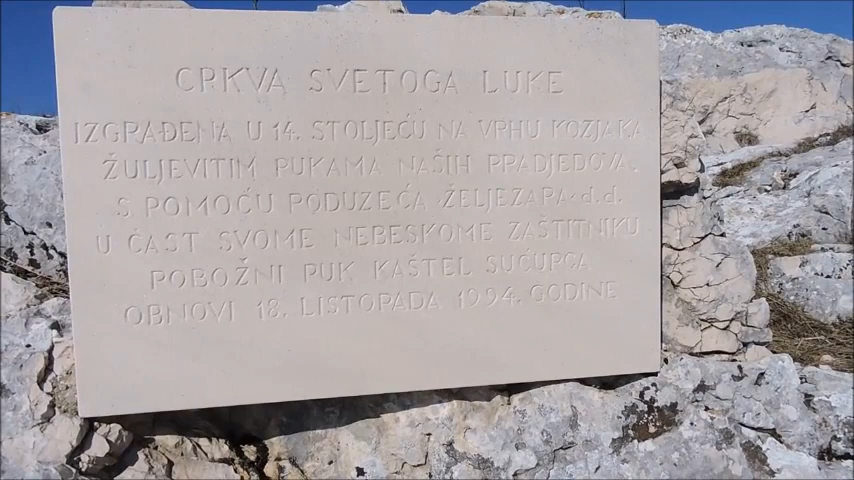 CRKVA SVETOGA LUKE
IZGRAĐENA U 14. STOLJEĆU NA VRHU KOZJAKA
ŽULJEVITIM RUKAMA NAŠIH PRADJEDOVA.
S POMOĆU PODUZEĆA „ŽELJEZARA« d.d.
U ČAST SVOME NEBESKOME ZAŠTITNIKU
POBOŽNI PUK KAŠTEL SUĆURCA
OBNOVI 18. LISTOPADA 1994. GODINE